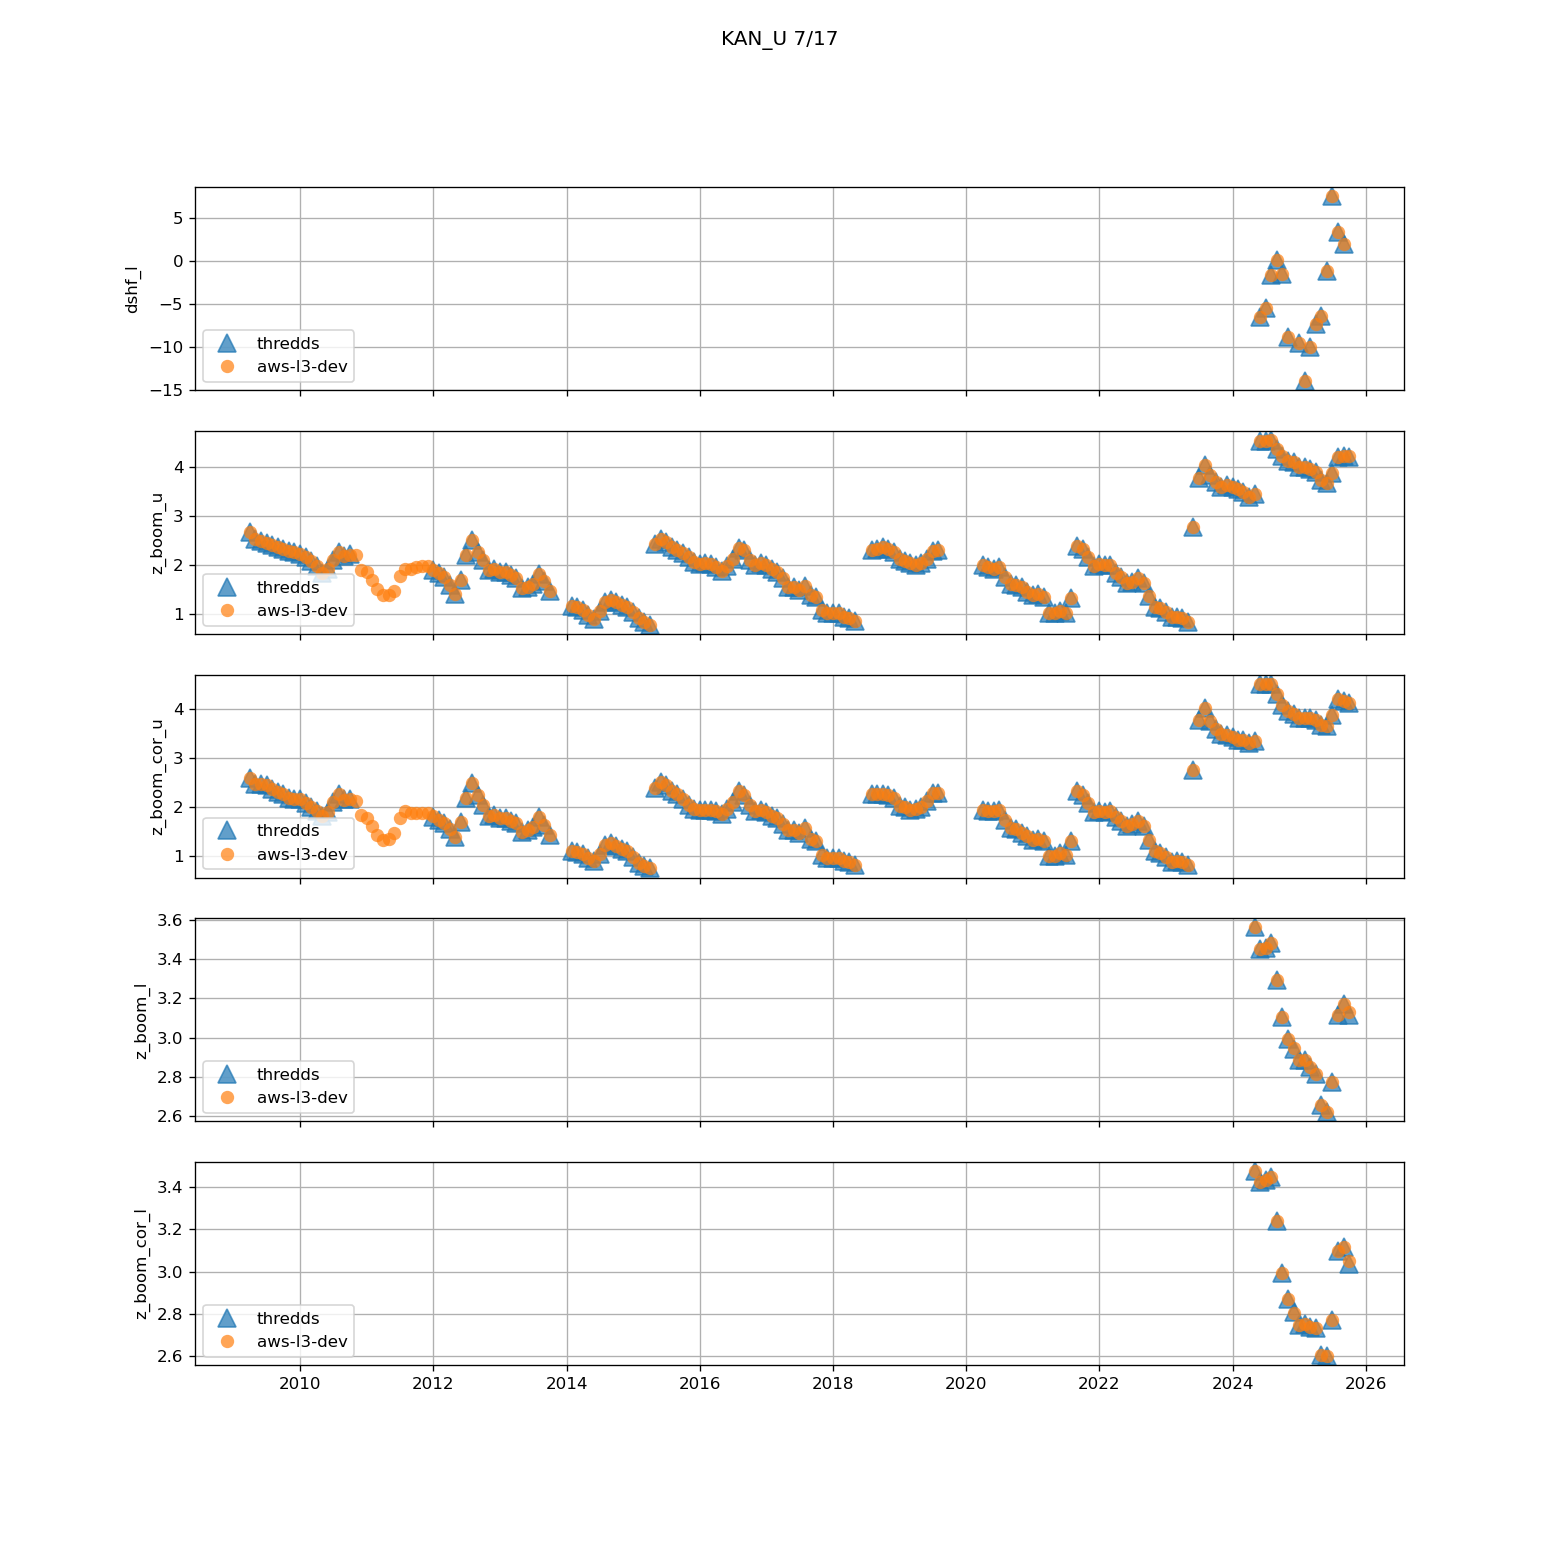 KAN_U 7/17
dshf_l
5
0
−5
−10
−15
thredds
aws-l3-dev
z_boom_u
4
3
2
1
thredds
aws-l3-dev
z_boom_cor_u
4
3
2
1
thredds
aws-l3-dev
z_boom_l
3.6
3.4
3.2
3.0
2.8
2.6
thredds
aws-l3-dev
z_boom_cor_l
3.4
3.2
3.0
2.8
2.6
thredds
aws-l3-dev
2010 2012 2014 2016 2018 2020 2022 2024 2026